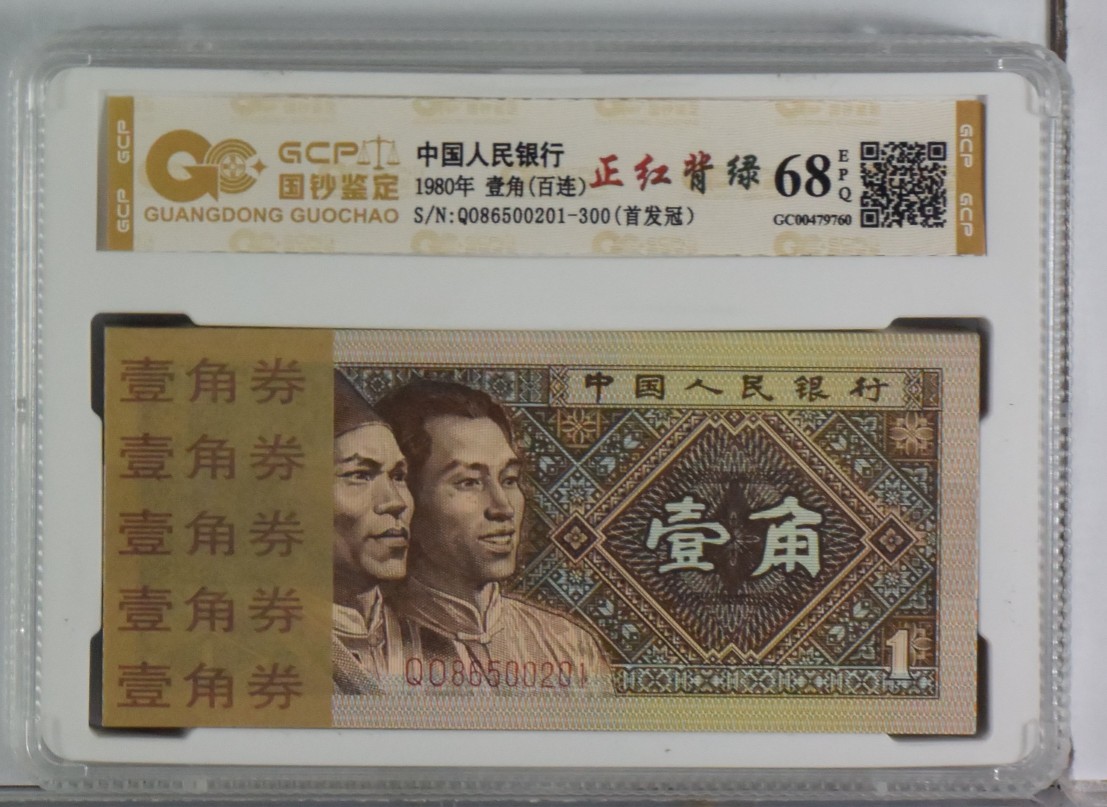 GCP
GCP
GCP
国钞鉴定
GUANGDONG GUOCHAO
中国人民银行
1980年 壹角(百连)
S/N:QO86500201-300(首发冠)
正红背绿
68
EPQ
GC00479760
GCP
GCP
壹角券
壹角券
壹角券
壹角券
壹角券
中国人民银行
壹角
QO86500201
1